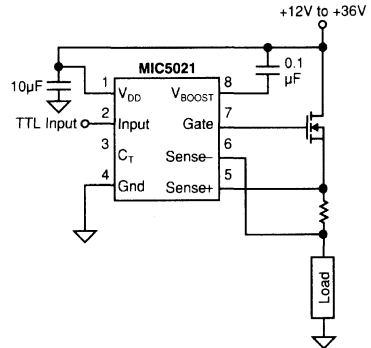 +12V to +36V
MIC5021
10µF
0.1
µF
1
VDD
VBOOST
8
TTL Input
2
Input
Gate
7
3
CT
Sense–
6
4
Gnd
Sense+
5
Load